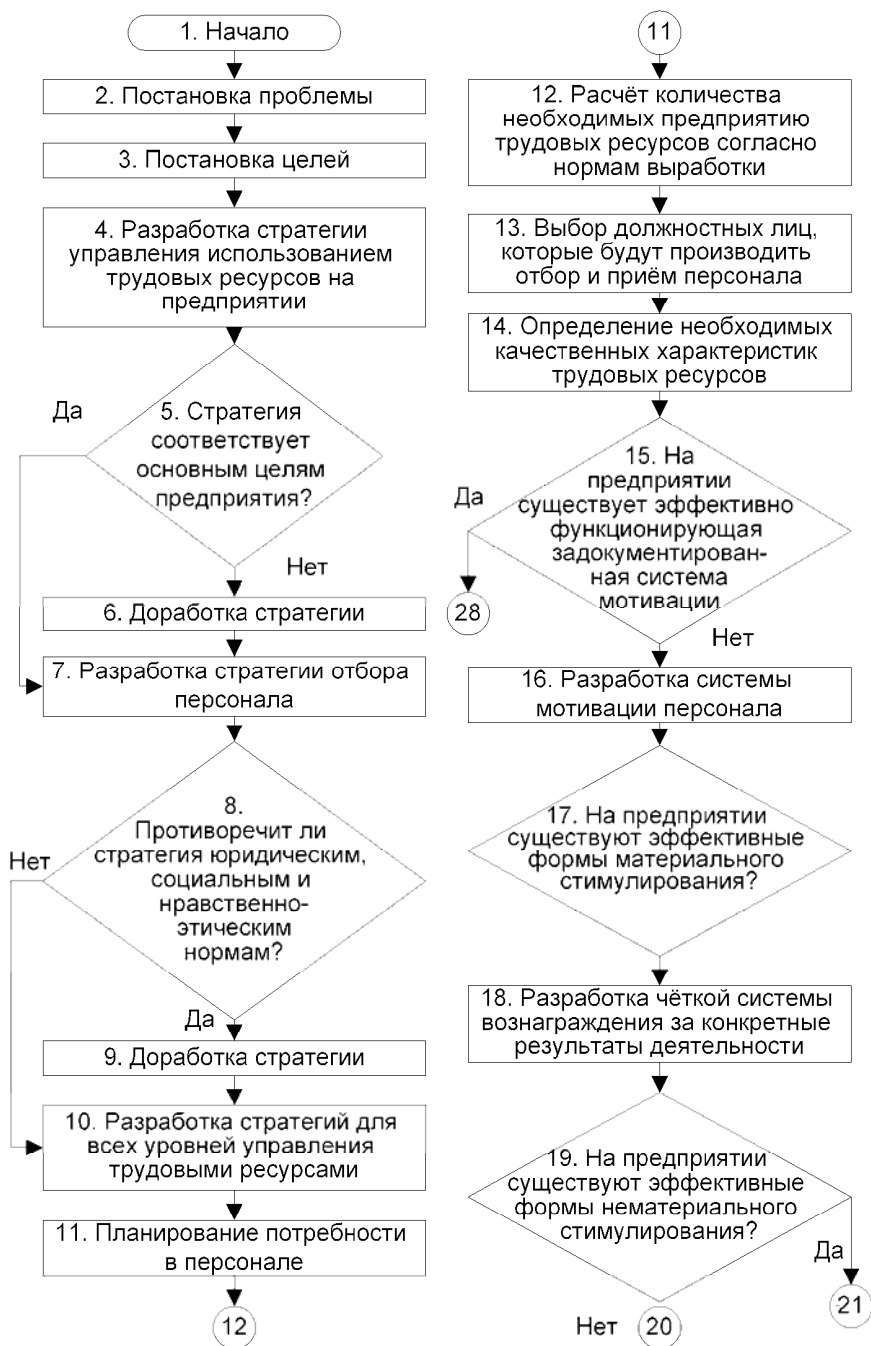 1. Начало
2. Постановка проблемы
3. Постановка целей
4. Разработка стратегии
управления использованием
трудовых ресурсов на
предприятии
Да
5. Стратегия
соответствует
основным целям
предприятия?
Нет
6. Доработка стратегии
7. Разработка стратегии отбора
персонала
8.
Противоречит ли
стратегия юридическим,
социальным и
нравственно-
этическим
нормам?
Нет
Да
9. Доработка стратегии
10. Разработка стратегий для
всех уровней управления
трудовыми ресурсами
11. Планирование потребности
в персонале
12
11
12. Расчёт количества
необходимых предприятию
трудовых ресурсов согласно
нормам выработки
13. Выбор должностных лиц,
которые будут производить
отбор и приём персонала
14. Определение необходимых
качественных характеристик
трудовых ресурсов
15. На
предприятии
существует эффективно
функционирующая
задокументирован-
ная система
мотивации
Да
28
Нет
16. Разработка системы
мотивации персонала
17. На предприятии
существуют эффективные
формы материального
стимулирования?
18. Разработка чёткой системы
вознаграждения за конкретные
результаты деятельности
19. На предприятии
существуют эффективные
формы нематериального
стимулирования?
Да
21
Нет
20